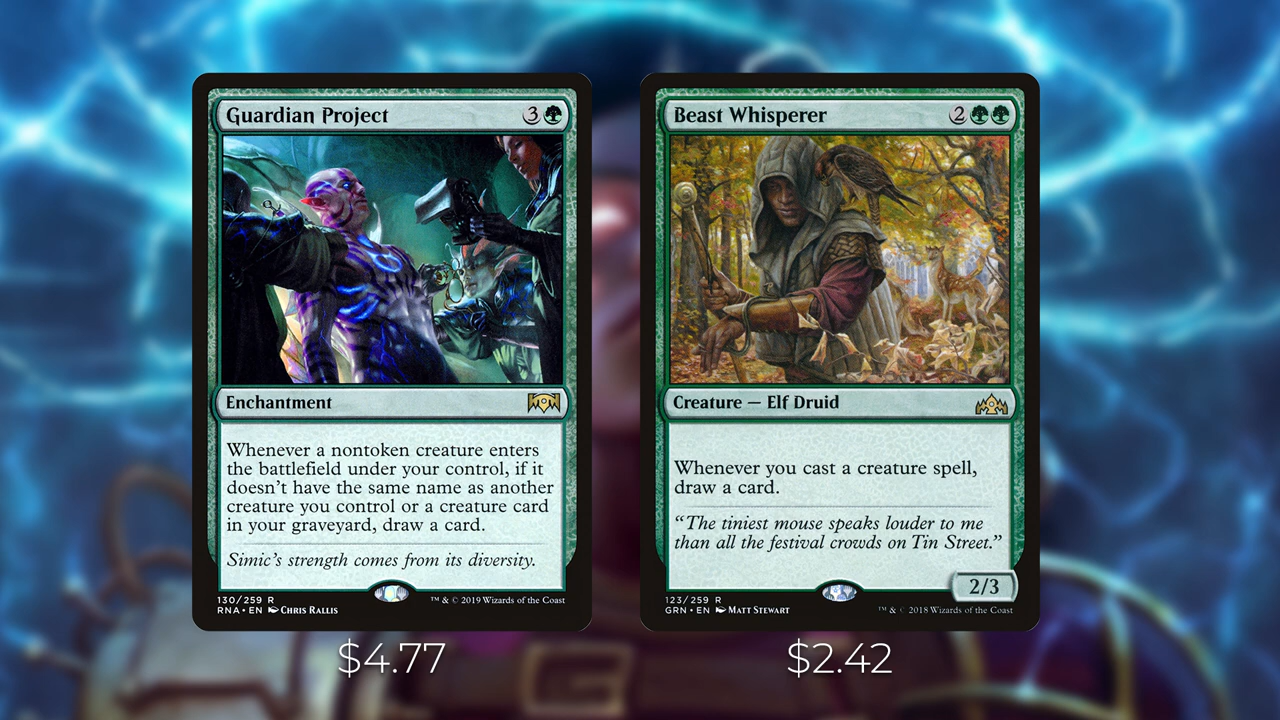 Guardian Project 3
Enchantment
Whenever a nontoken creature enters
the battlefield under your control, if it
doesn't have the same name as another
creature you control or a creature card
in your graveyard, draw a card.
Simic's strength comes from its diversity.
130/259 R
RNA • EN Chris Rallis
™ & © 2019 Wizards of the Coast
$4.77
Beast Whisperer 2
Creature — Elf Druid
Whenever you cast a creature spell,
draw a card.
“The tiniest mouse speaks louder to me
than all the festival crowds on Tin Street.”
2/3
123/259 R
GRN • EN Matt Stewart
™ & © 2018 Wizards of the Coast
$2.42